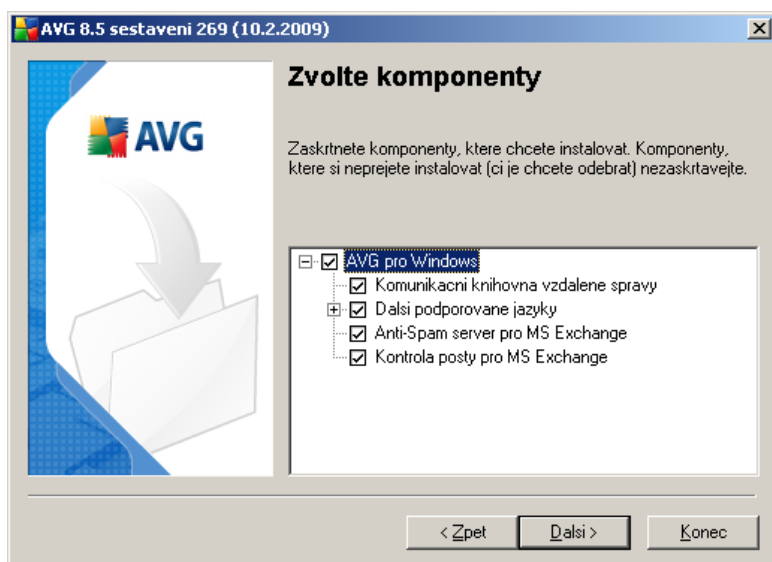 AVG 8.5 sestaveni 269 (10.2.2009)
AVG
Zvolte komponenty
Zaskrtnete komponenty, ktere chcete instalovat. Komponenty,
ktere si neprejete instalovat (ci je chcete odebrat) nezaskrtavejte.
AVG pro Windows
Komunikacni knihovna vzdalene spravy
Dalsi podporovane jazyky
Anti-Spam server pro MS Exchange
Kontrola posty pro MS Exchange
< Zpet
Dalsi >
Konec